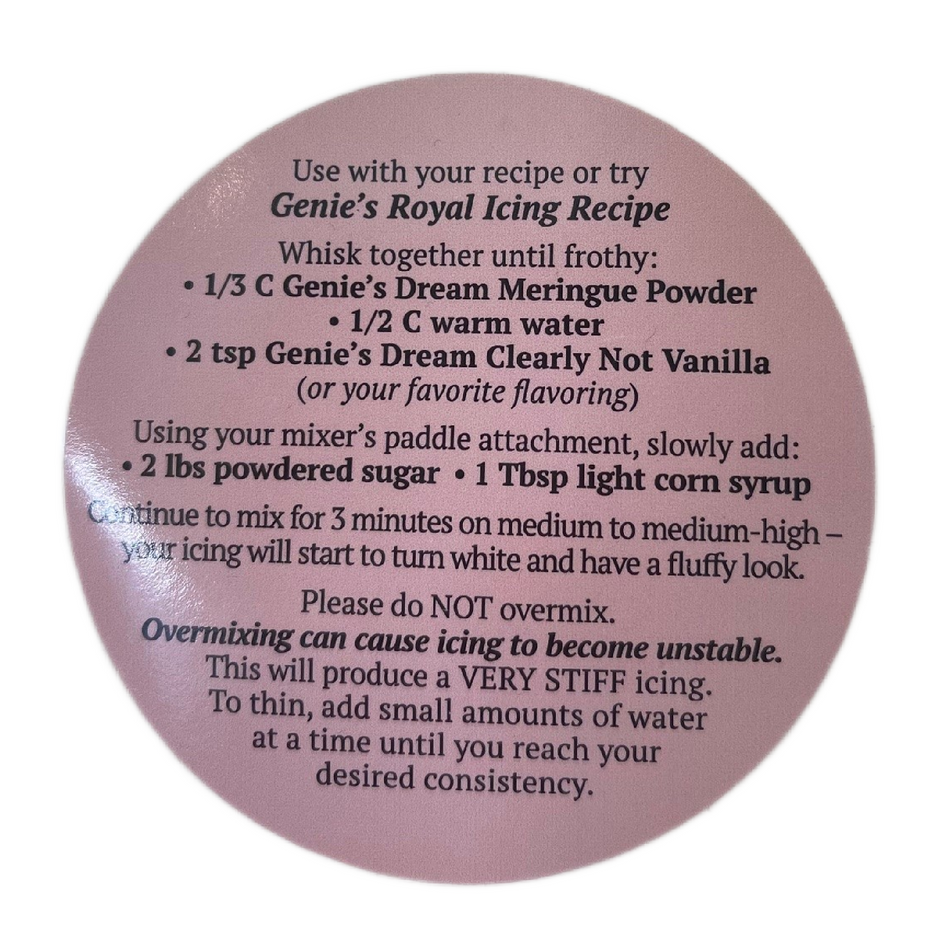 Use with your recipe or try
Genie's Royal Icing Recipe
Whisk together until frothy:
• 1/3 C Genie's Dream Meringue Powder
• 1/2 C warm water
• 2 tsp Genie's Dream Clearly Not Vanilla
(or your favorite flavoring)
Using your mixer's paddle attachment, slowly add:
• 2 lbs powdered sugar • 1 Tbsp light corn syrup
Continue to mix for 3 minutes on medium to medium-high –
your icing will start to turn white and have a fluffy look.
Please do NOT overmix.
Overmixing can cause icing to become unstable.
This will produce a VERY STIFF icing.
To thin, add small amounts of water
at a time until you reach your
desired consistency.